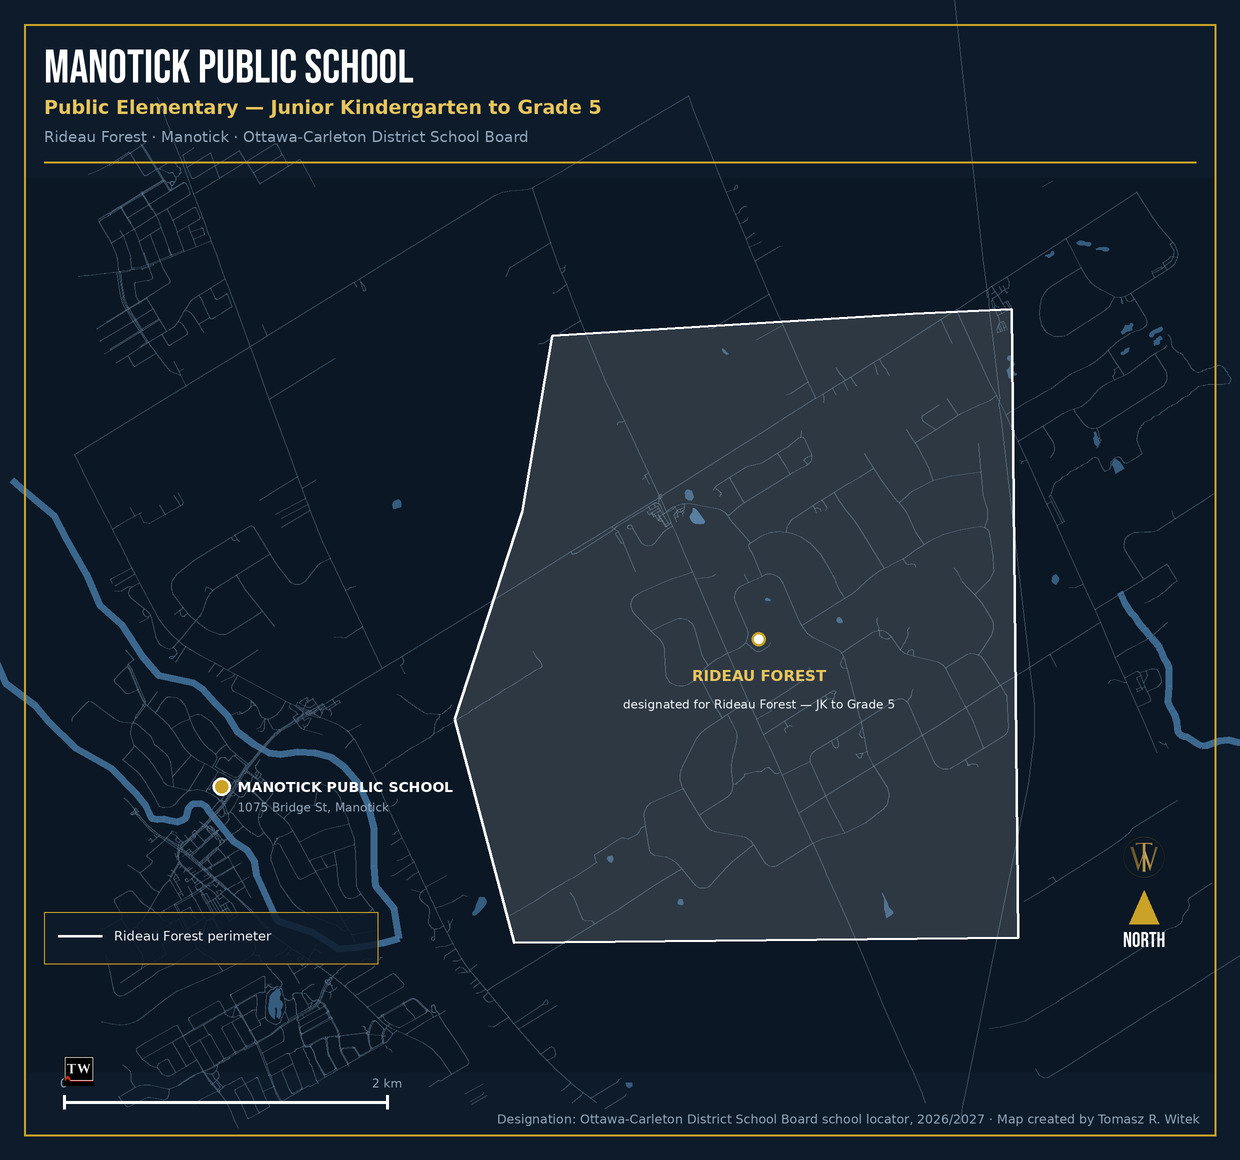 MANOTICK PUBLIC SCHOOL
Public Elementary — Junior Kindergarten to Grade 5
Rideau Forest · Manotick · Ottawa-Carleton District School Board
RIDEAU FOREST
designated for Rideau Forest — JK to Grade 5
MANOTICK PUBLIC SCHOOL
1075 Bridge St, Manotick
TW
NORTH
Rideau Forest perimeter
TW
0 2 km
Designation: Ottawa-Carleton District School Board school locator, 2026/2027 · Map created by Tomasz R. Witek